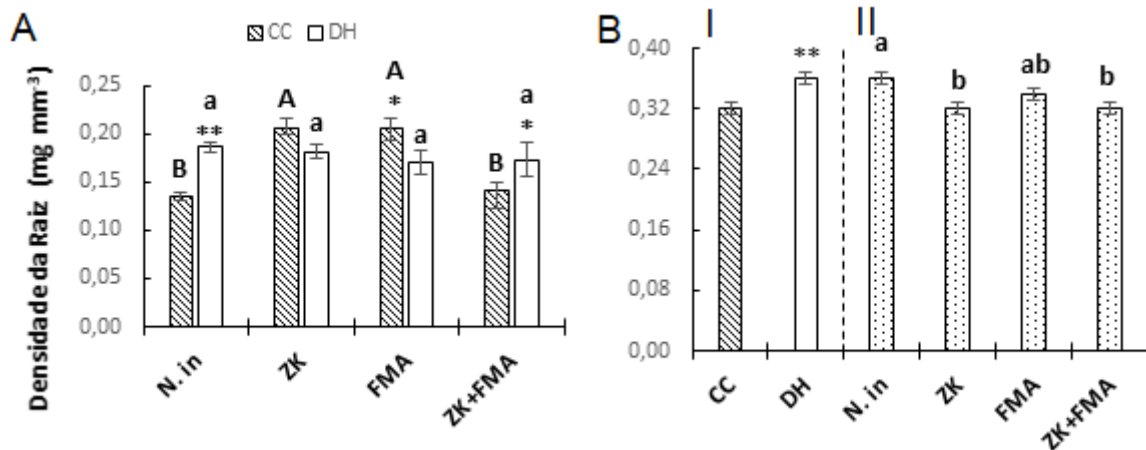 A
CC DH
Densidade da Raiz (mg mm-3)
0,25
0,20
0,15
0,10
0,05
0,00
B
a
**
A
a
A
*
a
B
a
*
N. in
ZK
FMA
ZK+FMA
B
I
II
0,40
0,32
0,24
0,16
0,08
0,00
**
a
b
ab
b
CC
DH
N. in
ZK
FMA
ZK+FMA